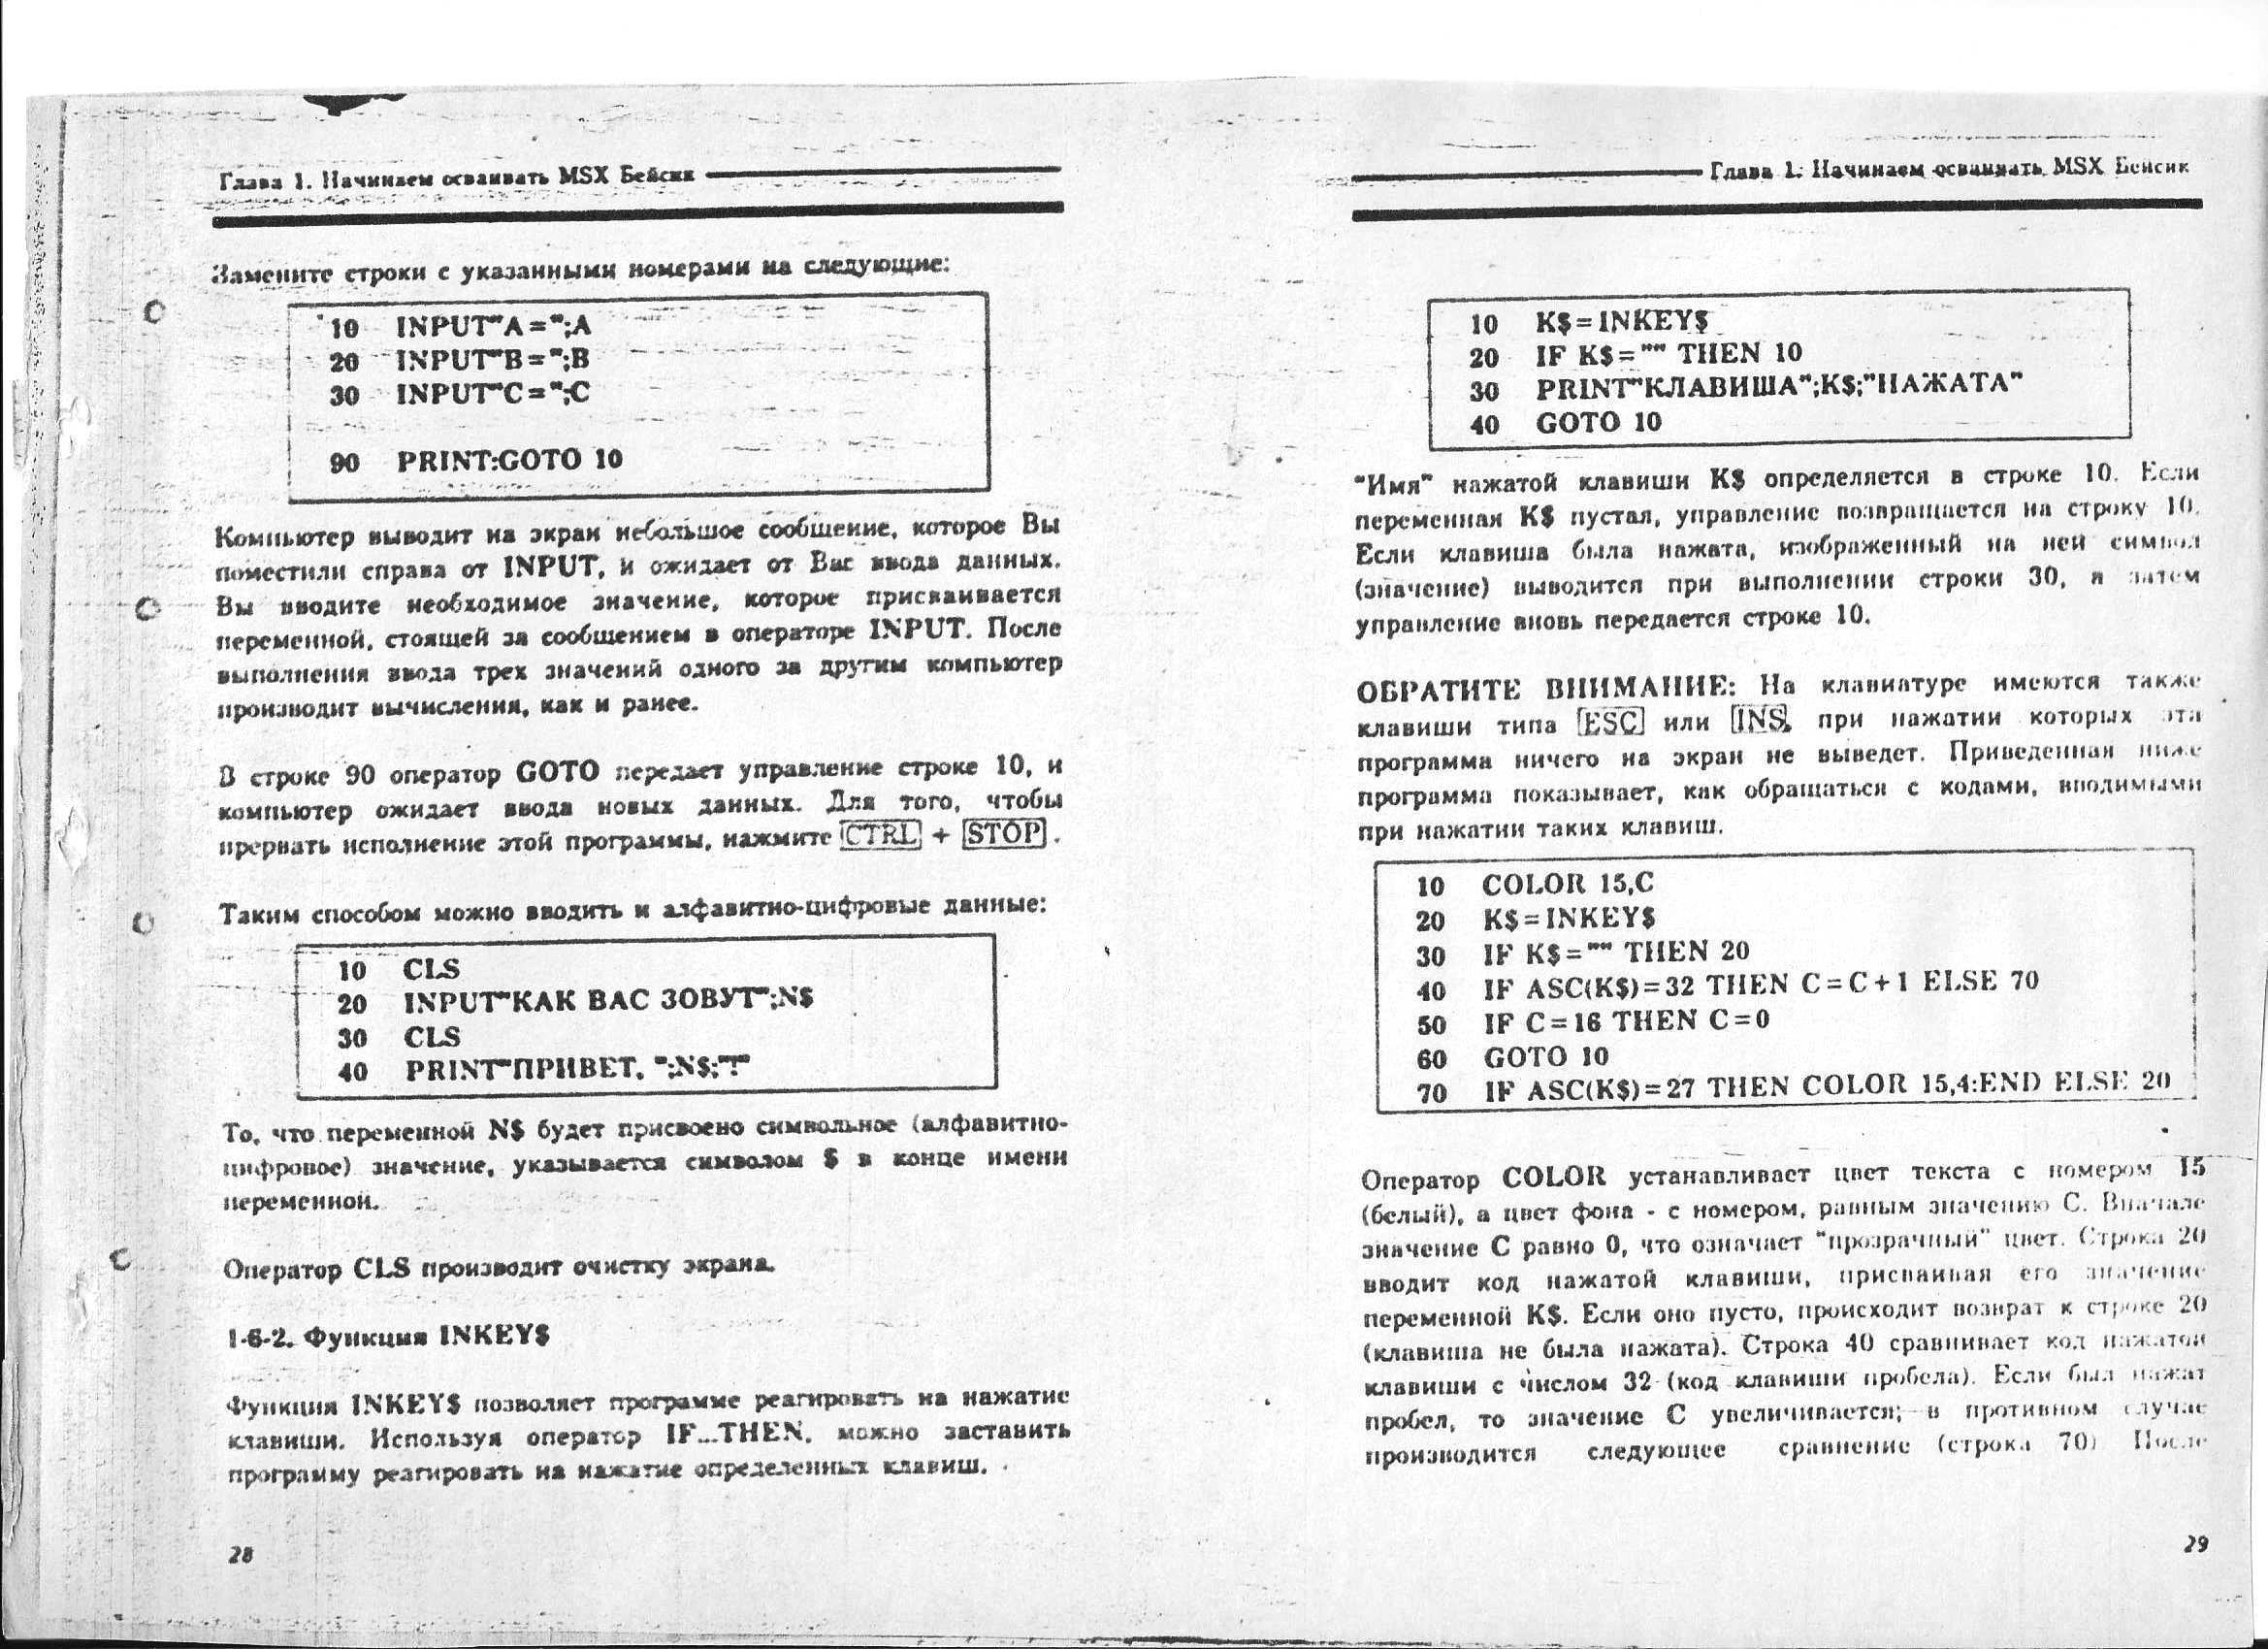 Глава 1. Начинаем осваивать MSX Бейсик
Замените строки с указанными номерами на следующие:
10 INPUT"A=";A
20 INPUT"B=";B
30 INPUT"C=";C
90 PRINT:GOTO 10
Компьютер выводит на экран небольшое сообщение, которое Вы
поместили справа от INPUT, и ожидает от Вас ввода данных.
Вы вводите необходимое значение, которое присваивается
переменной, стоящей за сообщением в операторе INPUT. После
выполнения ввода трех значений одного за другим компьютер
производит вычисления, как и ранее.
В строке 90 оператор GOTO передает управление строке 10, и
компьютер ожидает ввода новых данных. Для того, чтобы
прервать исполнение этой программы, нажмите CTRL + STOP.
Таким способом можно вводить и алфавитно-цифровые данные:
10 CLS
20 INPUT"КАК ВАС ЗОВУТ";N$
30 CLS
40 PRINT"ПРИВЕТ, ";N$;"!"
То, что переменной N$ будет присвоено символьное (алфавитно-
цифровое) значение, указывается символом $ в конце имени
переменной.
Оператор CLS производит очистку экрана.
1-6-2. Функция INKEY$
Функция INKEY$ позволяет программе реагировать на нажатие
клавиши. Используя оператор IF...THEN, можно заставить
программу реагировать на нажатие определенных клавиш.
28
Глава 1. Начинаем осваивать MSX Бейсик
10 K$=INKEY$
20 IF K$="" THEN 10
30 PRINT"КЛАВИША";K$;"НАЖАТА"
40 GOTO 10
"Имя" нажатой клавиши K$ определяется в строке 10. Если
переменная K$ пустая, управление возвращается на строку 10.
Если клавиша была нажата, изображенный на ней символ
(значение) выводится при выполнении строки 30, а затем
управление вновь передается строке 10.
ОБРАТИТЕ ВНИМАНИЕ: На клавиатуре имеются также
клавиши типа ESC или INS, при нажатии которых эта
программа ничего на экран не выведет. Приведенная ниже
программа показывает, как обращаться с кодами, вводимыми
при нажатии таких клавиш.
10 COLOR 15,C
20 K$=INKEY$
30 IF K$="" THEN 20
40 IF ASC(K$)=32 THEN C=C+1 ELSE 70
50 IF C=16 THEN C=0
60 GOTO 10
70 IF ASC(K$)=27 THEN COLOR 15,4:END ELSE 20
Оператор COLOR устанавливает цвет текста с номером 15
(белый), а цвет фона - с номером, равным значению C. Вначале
значение C равно 0, что означает "прозрачный" цвет. Строка 20
вводит код нажатой клавиши, присваивая его значение
переменной K$. Если оно пусто, происходит возврат к строке 20
(клавиша не была нажата). Строка 40 сравнивает код нажатой
клавиши с числом 32 (код клавиши пробела). Если был нажат
пробел, то значение C увеличивается; в противном случае
производится следующее сравнение (строка 70) После
29